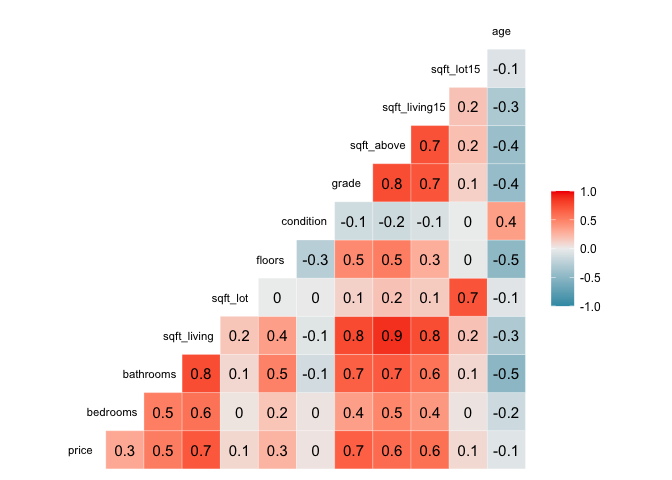 age
sqft_lot15 -0.1
sqft_living15 0.2 -0.3
sqft_above 0.7 0.2 -0.4
grade 0.8 0.7 0.1 -0.4
1.0
condition -0.1 -0.2 -0.1 0 0.4
0.5
floors -0.3 0.5 0.5 0.3 0 -0.5
0.0
sqft_lot 0 0 0.1 0.2 0.1 0.7 -0.1
-0.5
-1.0
sqft_living 0.2 0.4 -0.1 0.8 0.9 0.8 0.2 -0.3
bathrooms 0.8 0.1 0.5 -0.1 0.7 0.7 0.6 0.1 -0.5
bedrooms 0.5 0.6 0 0.2 0 0.4 0.5 0.4 0 -0.2
price 0.3 0.5 0.7 0.1 0.3 0 0.7 0.6 0.6 0.1 -0.1